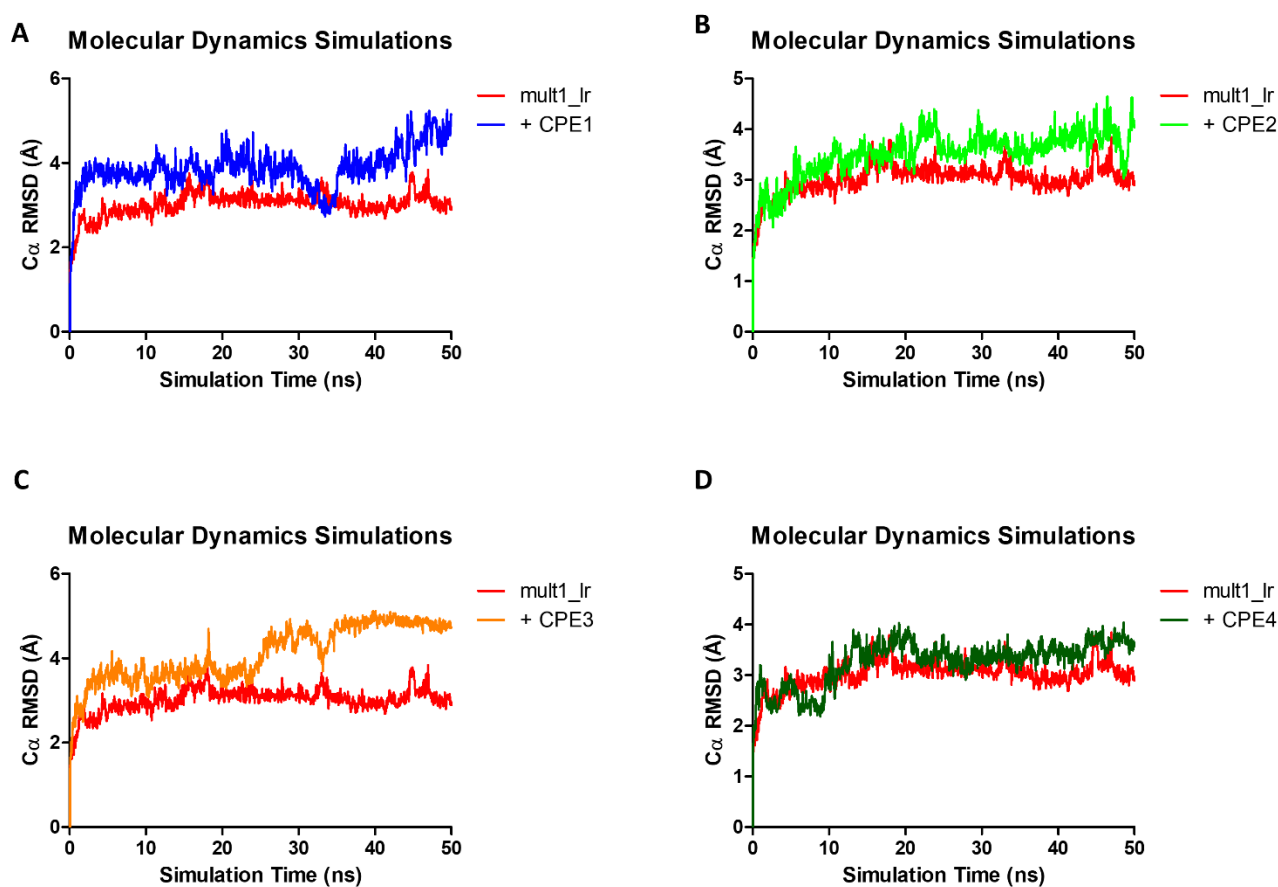 A
Molecular Dynamics Simulations
mult1_lr
+ CPE1
6
4
2
0
Cα RMSD (Å)
0 10 20 30 40 50
Simulation Time (ns)
B
Molecular Dynamics Simulations
mult1_lr
+ CPE2
5
4
3
2
1
0
Cα RMSD (Å)
0 10 20 30 40 50
Simulation Time (ns)
C
Molecular Dynamics Simulations
mult1_lr
+ CPE3
6
4
2
0
Cα RMSD (Å)
0 10 20 30 40 50
Simulation Time (ns)
D
Molecular Dynamics Simulations
mult1_lr
+ CPE4
5
4
3
2
1
0
Cα RMSD (Å)
0 10 20 30 40 50
Simulation Time (ns)